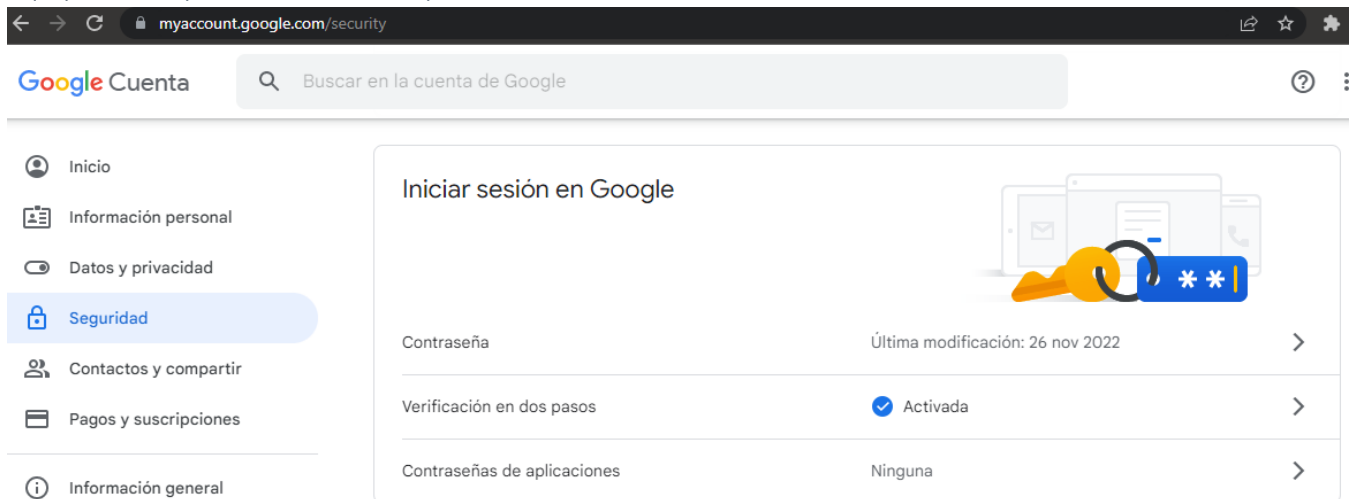 myaccount.google.com/security
Google Cuenta
Buscar en la cuenta de Google
Inicio
Información personal
Datos y privacidad
Seguridad
Contactos y compartir
Pagos y suscripciones
Información general
Iniciar sesión en Google
**
Contraseña Última modificación: 26 nov 2022
Verificación en dos pasos Activada
Contraseñas de aplicaciones Ninguna